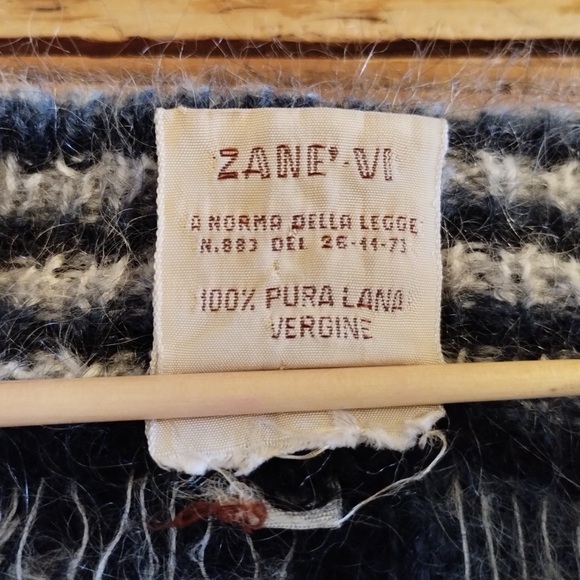 ZANE'-VI
A NORMA DELLA LEGGE
N.883 DEL 26-11-73
100% PURA LANA
VERGINE